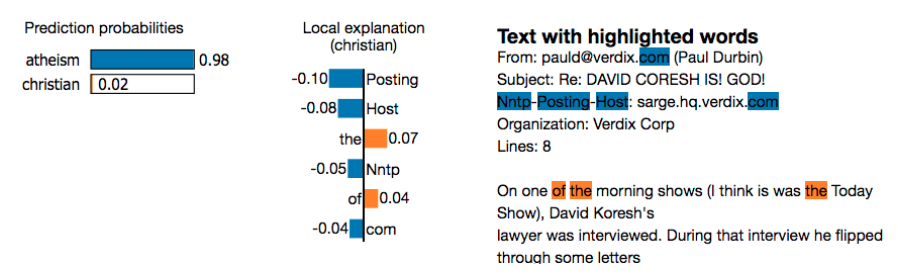 Prediction probabilities
atheism 0.98
christian 0.02
Local explanation
(christian)
-0.10 Posting
-0.08 Host
the 0.07
-0.05 Nntp
of 0.04
-0.04 com
Text with highlighted words
From: pauld@verdix.com (Paul Durbin)
Subject: Re: DAVID CORESH IS! GOD!
Nntp-Posting-Host: sarge.hq.verdix.com
Organization: Verdix Corp
Lines: 8
On one of the morning shows (I think is was the Today
Show), David Koresh's
lawyer was interviewed. During that interview he flipped
through some letters